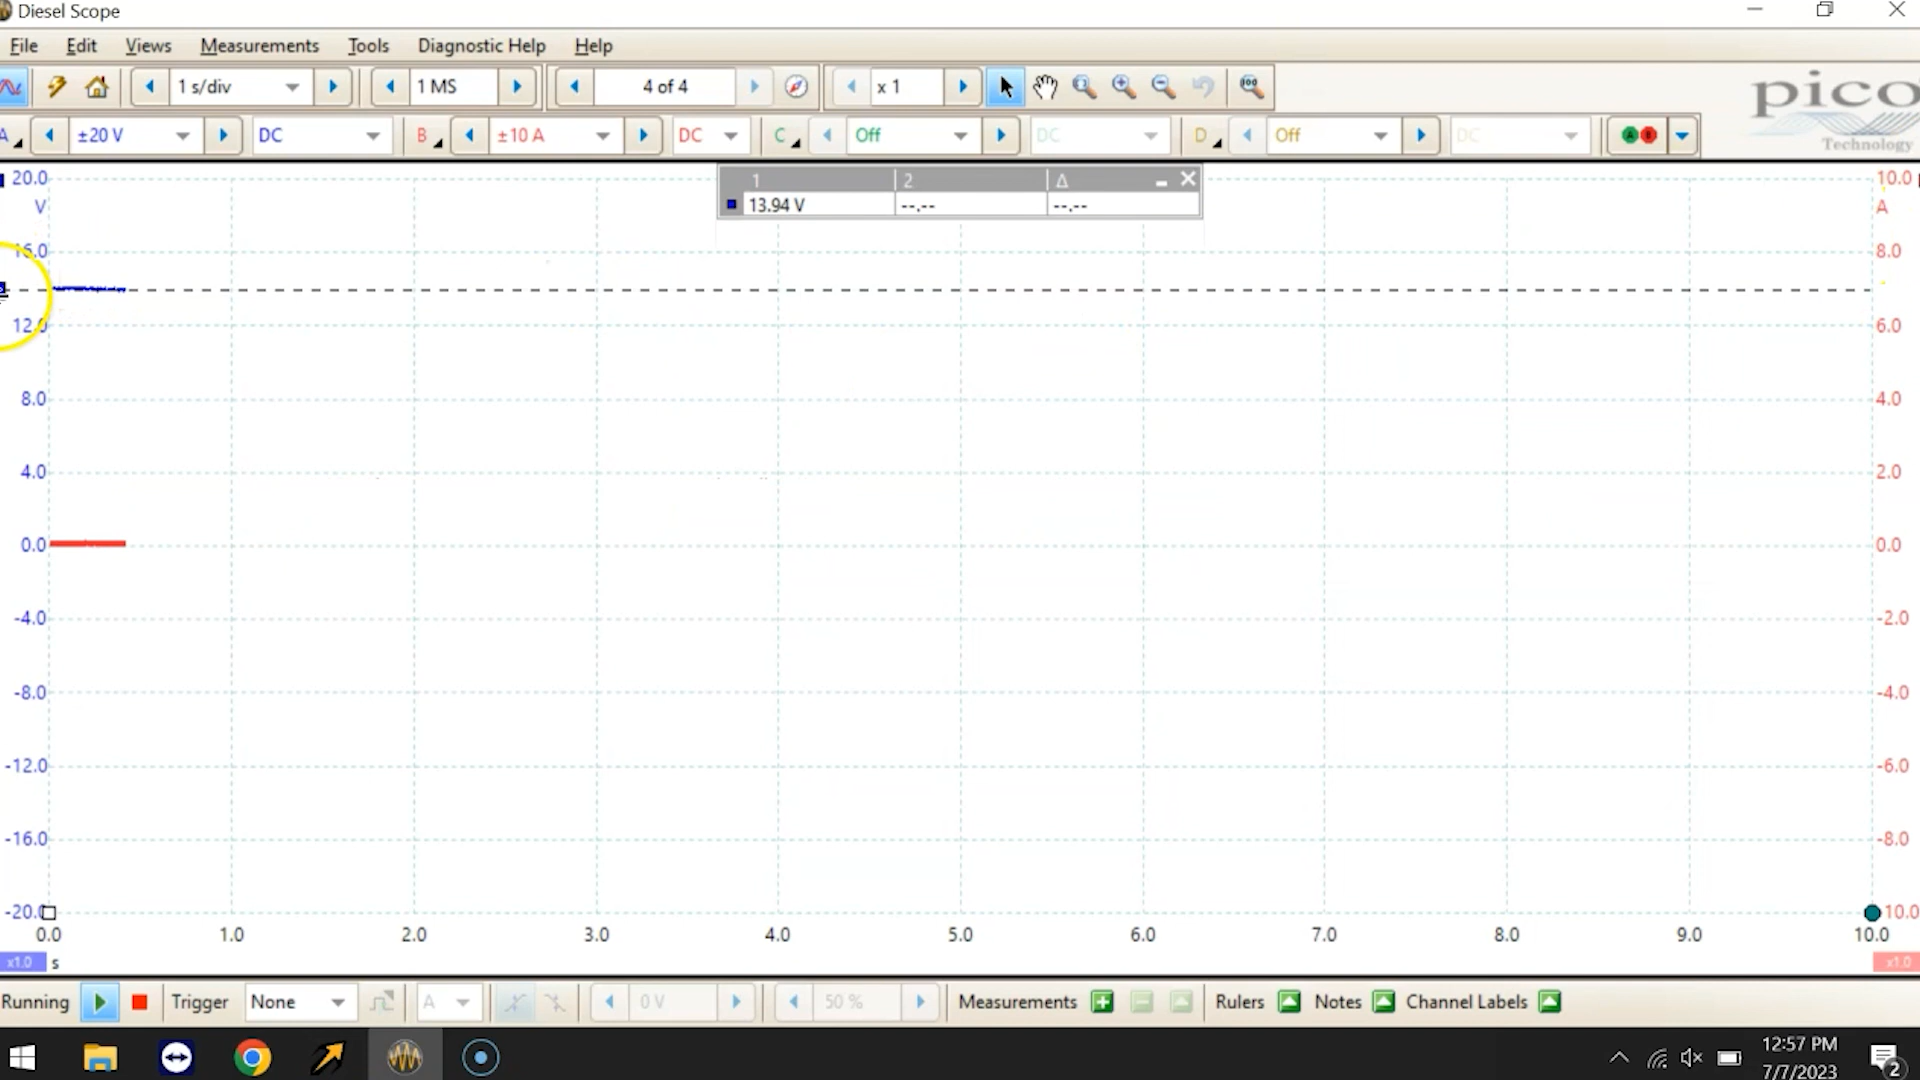 Diesel Scope
File Edit Views Measurements Tools Diagnostic Help Help
1 s/div 1 MS 4 of 4 x 1 100
pico
Technology
A ±20 V DC B ±10 A DC C Off DC D Off DC A B
1 2 Δ
13.94 V --.-- --.--
20.0 10.0
V A
16.0 8.0
12.0 6.0
8.0 4.0
4.0 2.0
0.0 0.0
-4.0 -2.0
-8.0 -4.0
-12.0 -6.0
-16.0 -8.0
-20.0 10.0
0.0 1.0 2.0 3.0 4.0 5.0 6.0 7.0 8.0 9.0 10.0
x1.0 s x1.0
Running Trigger None A 0 V 50 % Measurements Rulers Notes Channel Labels
12:57 PM
7/7/2023
2